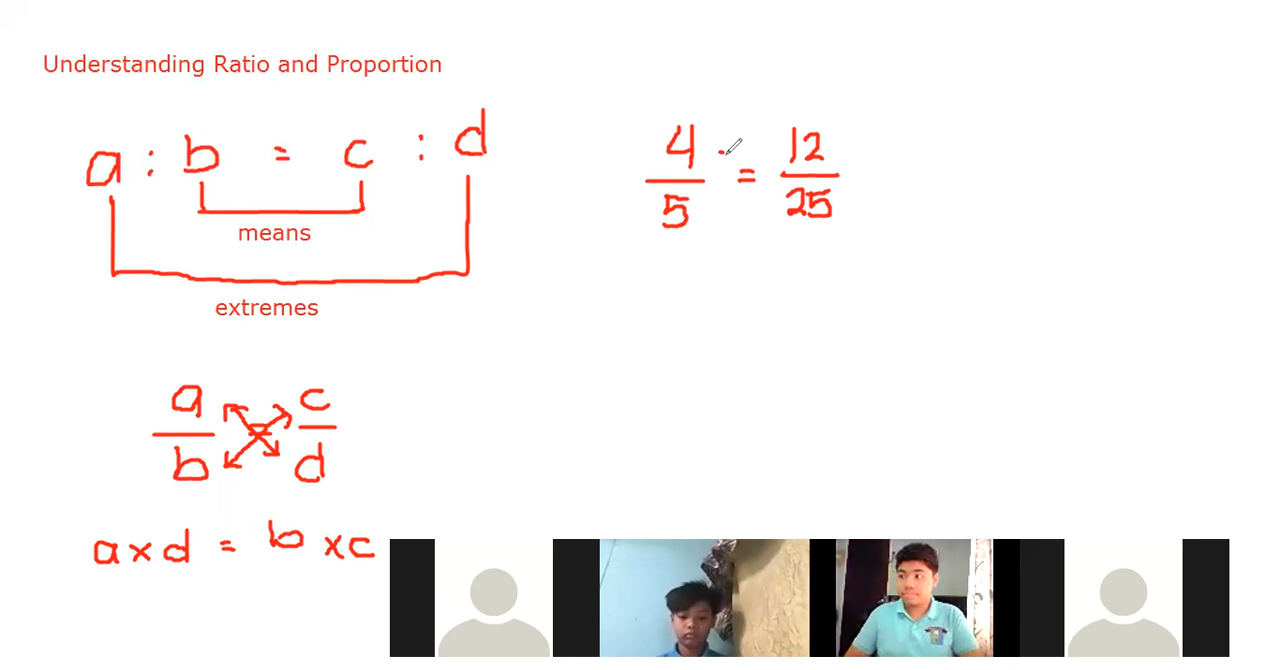 Understanding Ratio and Proportion
a : b = c : d
means
extremes
a/b = c/d
a x d = b x c
4/5 = 12/25